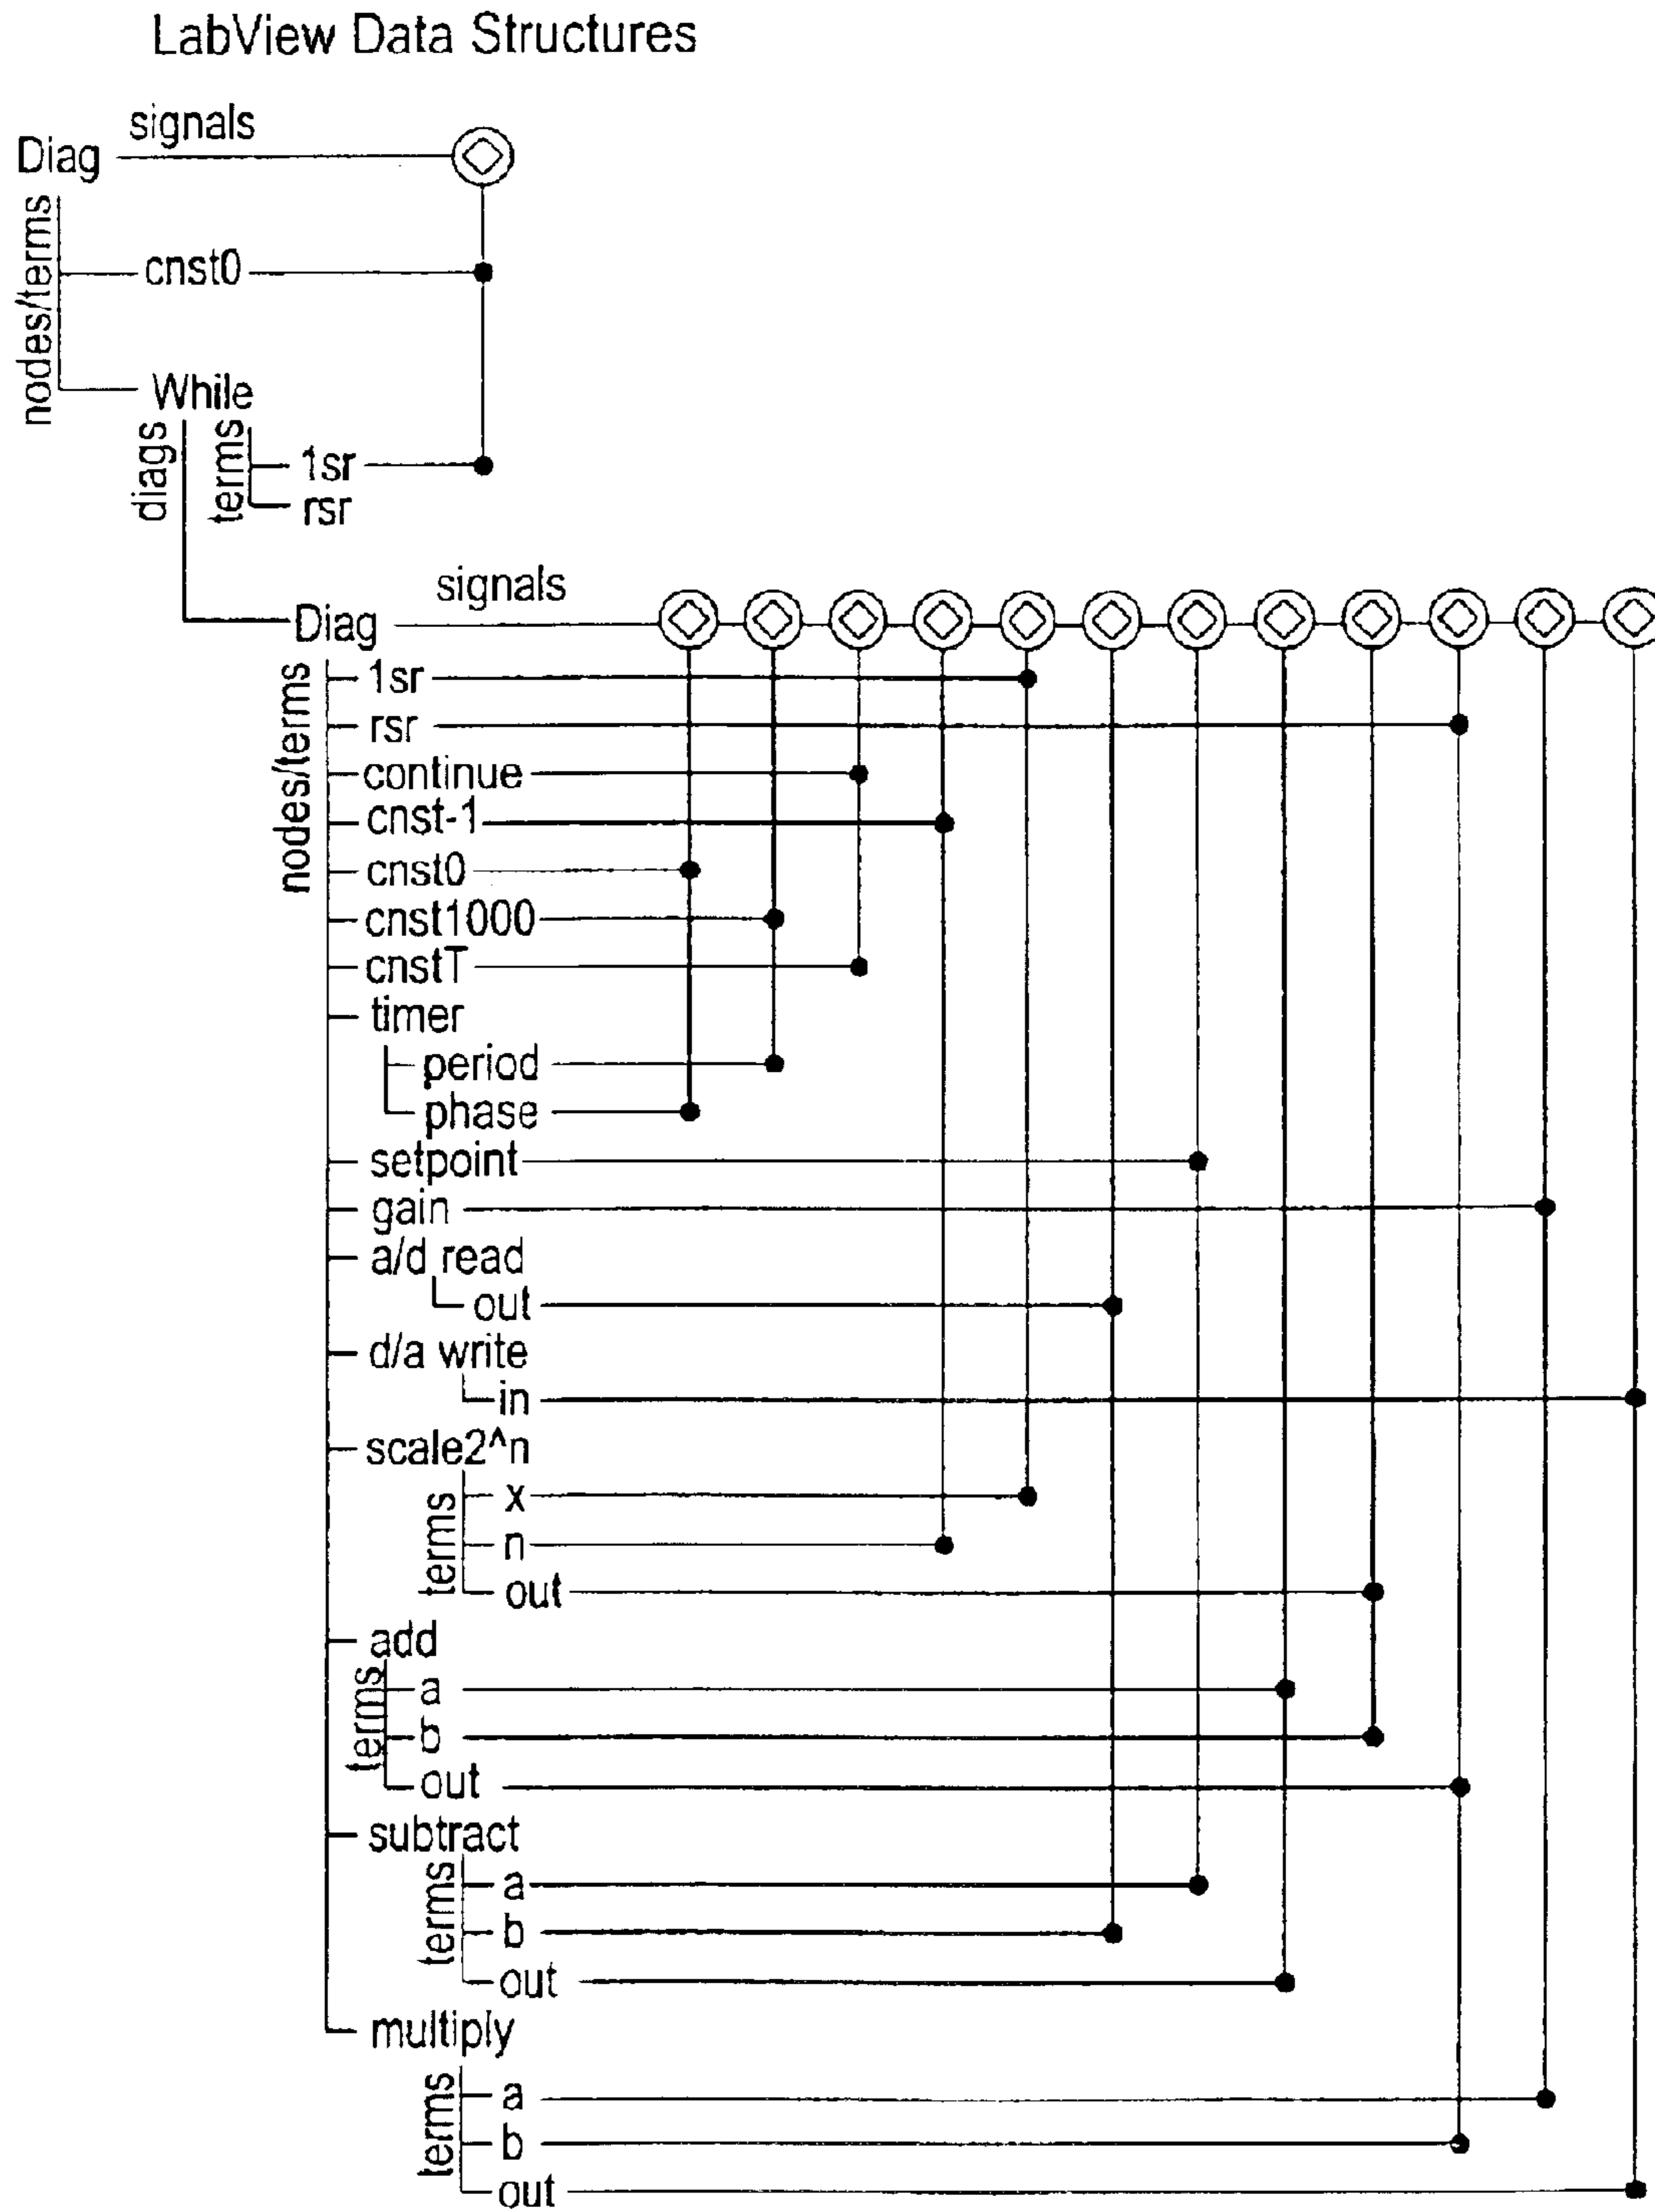 LabView Data Structures
signals
Diag
nodes/terms
cnst0
While
diags
terms
1sr
rsr
signals
Diag
nodes/terms
1sr
rsr
continue
cnst-1
cnst0
cnst1000
cnstT
timer
period
phase
setpoint
gain
a/d read
out
d/a write
in
scale2^n
terms
x
n
out
add
terms
a
b
out
subtract
terms
a
b
out
multiply
terms
a
b
out